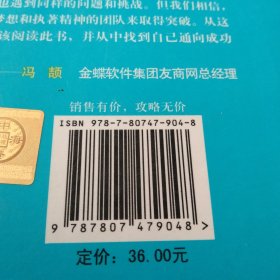 也遇到同样的问题和挑战。但我们相信，
梦想和执著精神的团队来取得突破。从这
该阅读此书，并从中找到自己通向成功
冯 颉 金蝶软件集团友商网总经理
销售有价，攻略无价
ISBN 978-7-80747-904-8
9 787807 479048 >
定价：36.00元